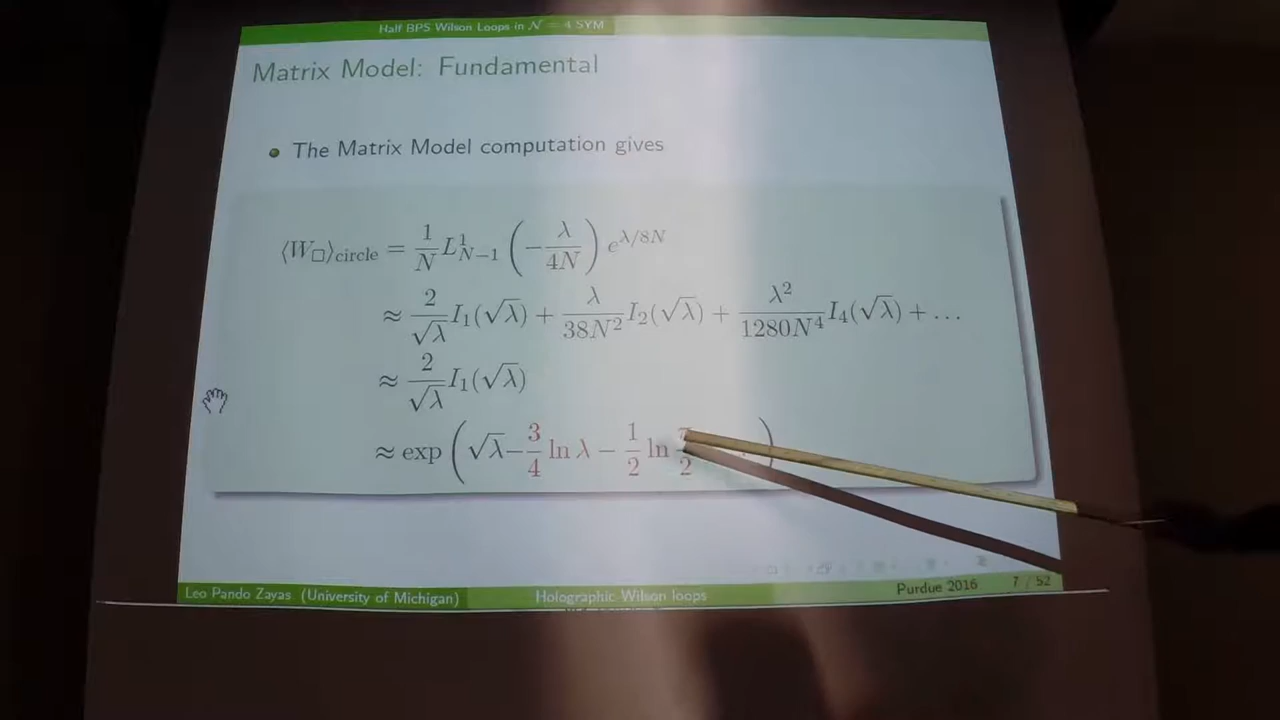 Half BPS Wilson Loops in 𝒩 = 4 SYM
Matrix Model: Fundamental
The Matrix Model computation gives
⟨W□⟩circle = 1/N L^1_{N−1} (−λ/4N) e^{λ/8N}
≈ 2/√λ I₁(√λ) + λ/38N² I₂(√λ) + λ²/1280N⁴ I₄(√λ) + …
≈ 2/√λ I₁(√λ)
≈ exp (√λ − 3/4 ln λ − 1/2 ln π/2 )
Leo Pando Zayas (University of Michigan) Holographic Wilson loops Purdue 2016 7 / 52